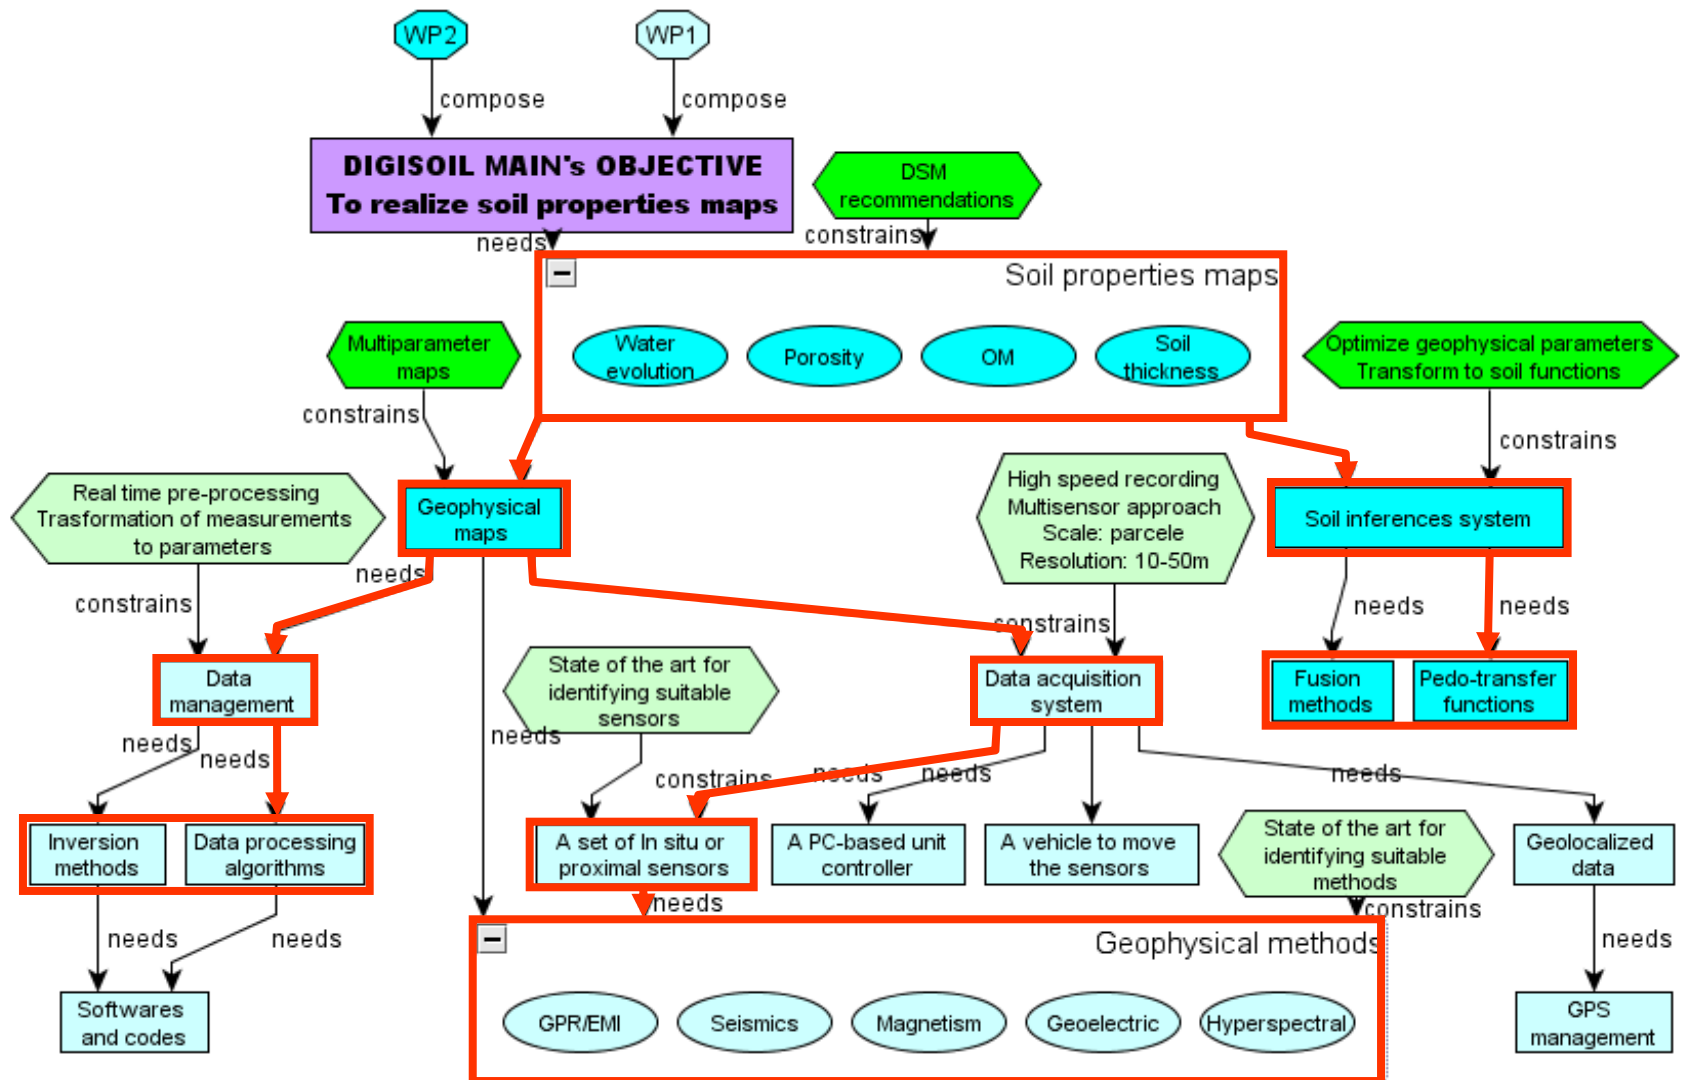 WP2
WP1
compose
compose
DIGISOIL MAIN's OBJECTIVE
To realize soil properties maps
DSM
recommendations
needs
constrains
Soil properties maps
Water
evolution
Porosity
OM
Soil
thickness
Multiparameter
maps
Optimize geophysical parameters
Transform to soil functions
constrains
constrains
Real time pre-processing
Trasformation of measurements
to parameters
Geophysical
maps
High speed recording
Multisensor approach
Scale: parcele
Resolution: 10-50m
Soil inferences system
needs
constrains
needs
needs
constrains
State of the art for
identifying suitable
sensors
Data
management
Data acquisition
system
Fusion
methods
Pedo-transfer
functions
needs
needs
needs
constrains
needs
needs
needs
Inversion
methods
Data processing
algorithms
A set of In situ or
proximal sensors
A PC-based unit
controller
A vehicle to move
the sensors
State of the art for
identifying suitable
methods
Geolocalized
data
needs
constrains
needs
needs
needs
Geophysical methods
Softwares
and codes
GPR/EMI
Seismics
Magnetism
Geoelectric
Hyperspectral
GPS
management